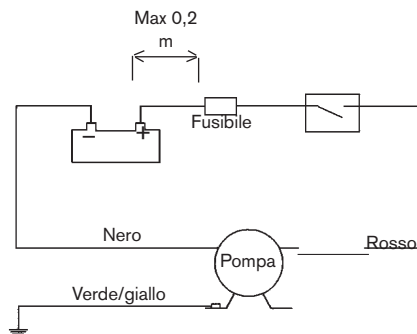 Max 0,2
m
− +
Fusibile
Nero
Rosso
Pompa
Verde/giallo